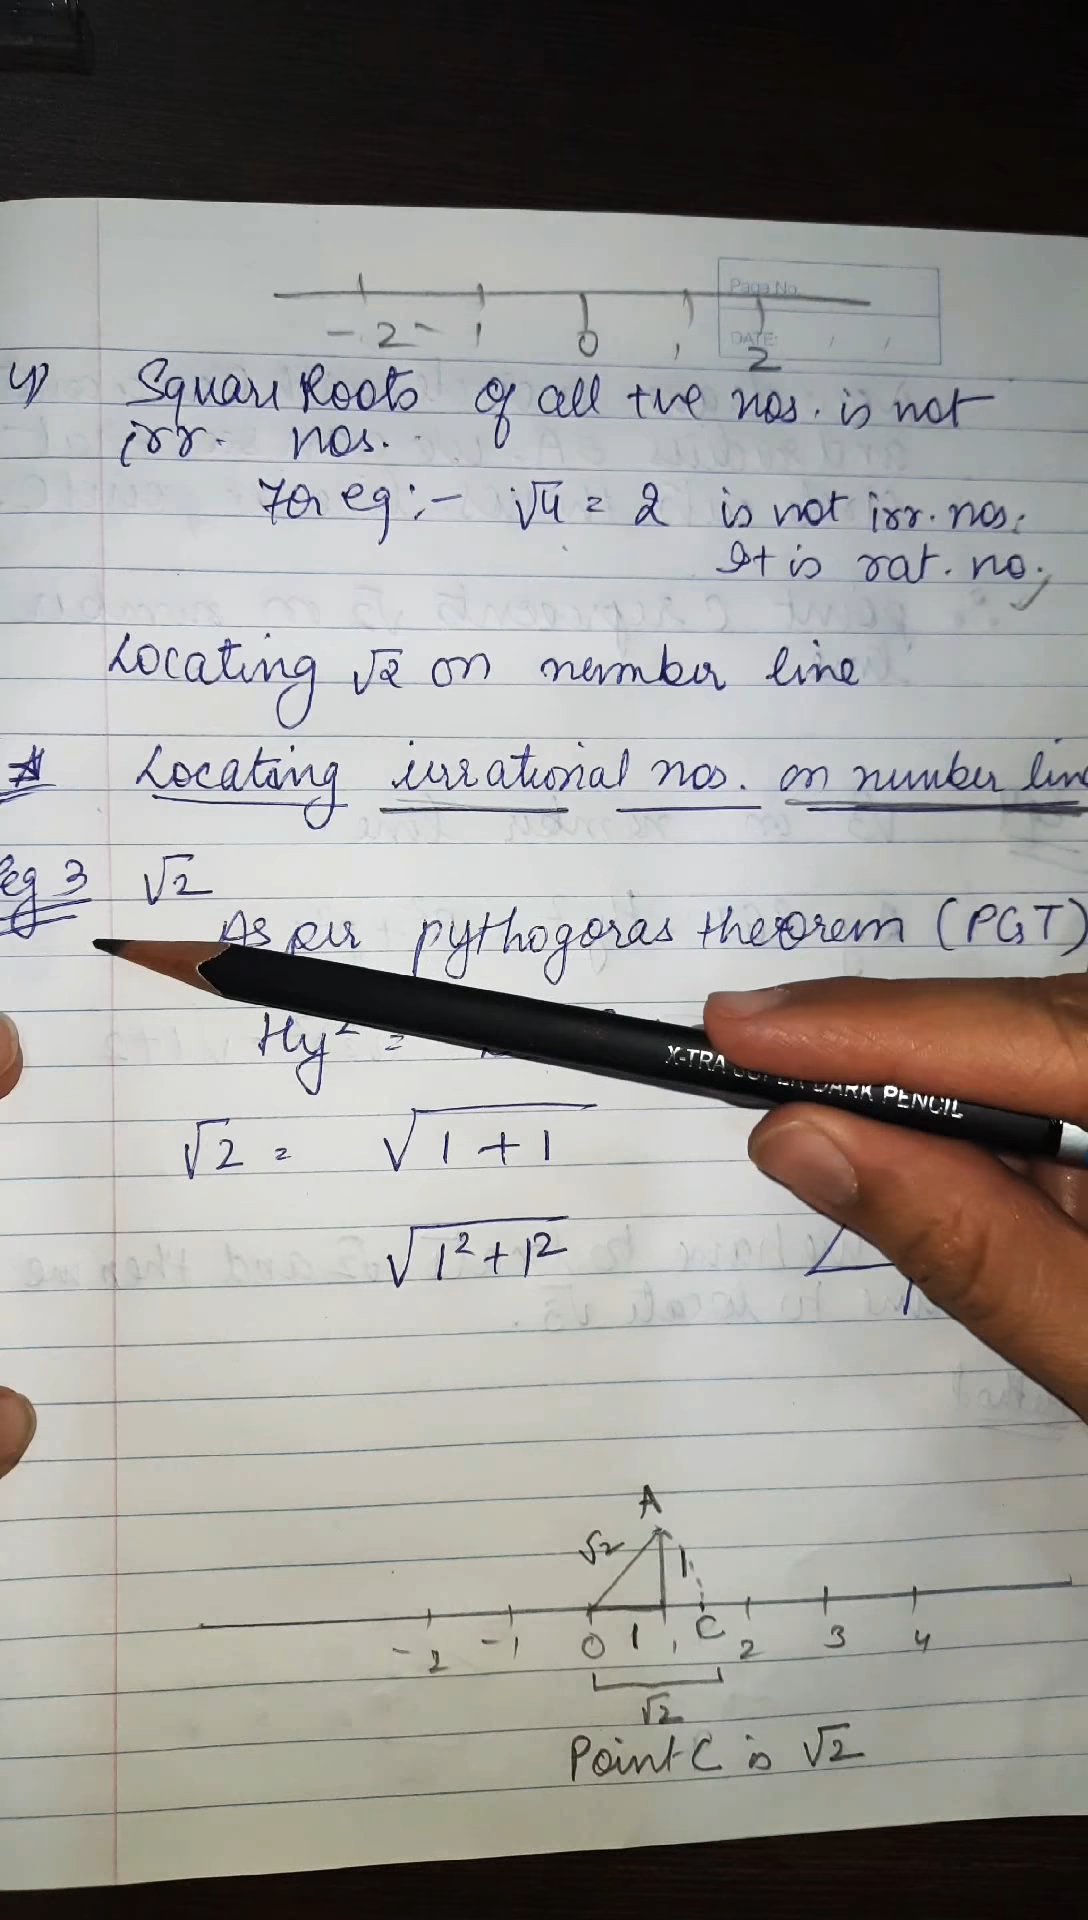 Page No.
-2 -1 0 1 2
DATE: / /
4) Square Roots of all +ve nos. is not
irr. nos.
For eg:- √4 = 2 is not irr. nos.
It is rat. no.
Locating √2 on number line
Locating irrational nos. on number line
eg 3 √2
As per pythogoras theorem (PGT)
Hy² =
X-TRA SUPER DARK PENCIL
√2 = √1+1
√1²+1²
A
√2 1
-2 -1 0 1 1 C 2 3 4
√2
Point C is √2